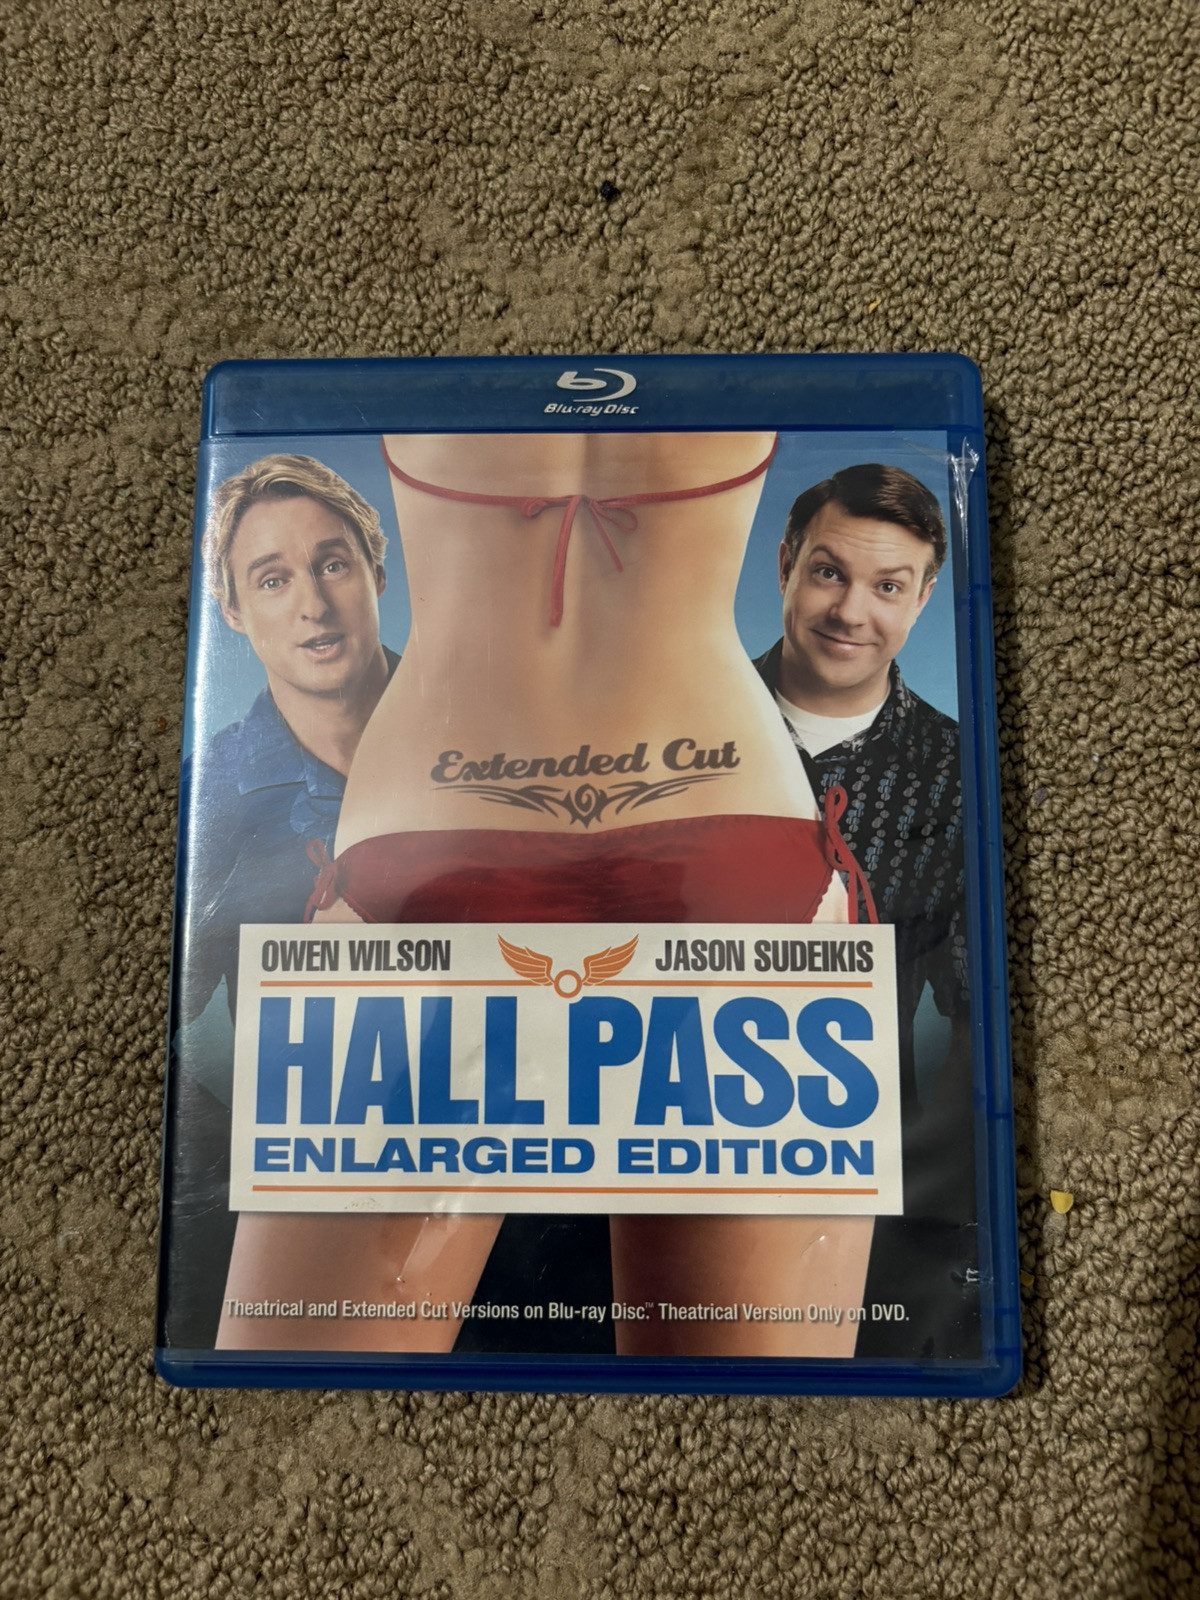 Blu-ray Disc
Extended Cut
OWEN WILSON JASON SUDEIKIS
HALL PASS
ENLARGED EDITION
Theatrical and Extended Cut Versions on Blu-ray Disc.™ Theatrical Version Only on DVD.